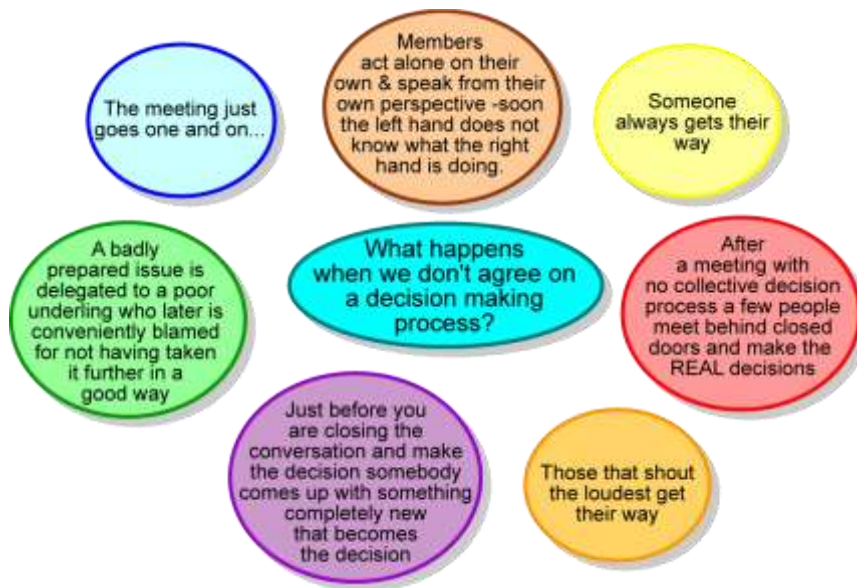 The meeting just
goes one and on...
Members
act alone on their
own & speak from their
own perspective -soon
the left hand does not
know what the right
hand is doing.
Someone
always gets their
way
A badly
prepared issue is
delegated to a poor
underling who later is
conveniently blamed
for not having taken
it further in a
good way
What happens
when we don't agree on
a decision making
process?
After
a meeting with
no collective decision
process a few people
meet behind closed
doors and make the
REAL decisions
Just before you
are closing the
conversation and make
the decision somebody
comes up with something
completely new
that becomes
the decision
Those that shout
the loudest get
their way